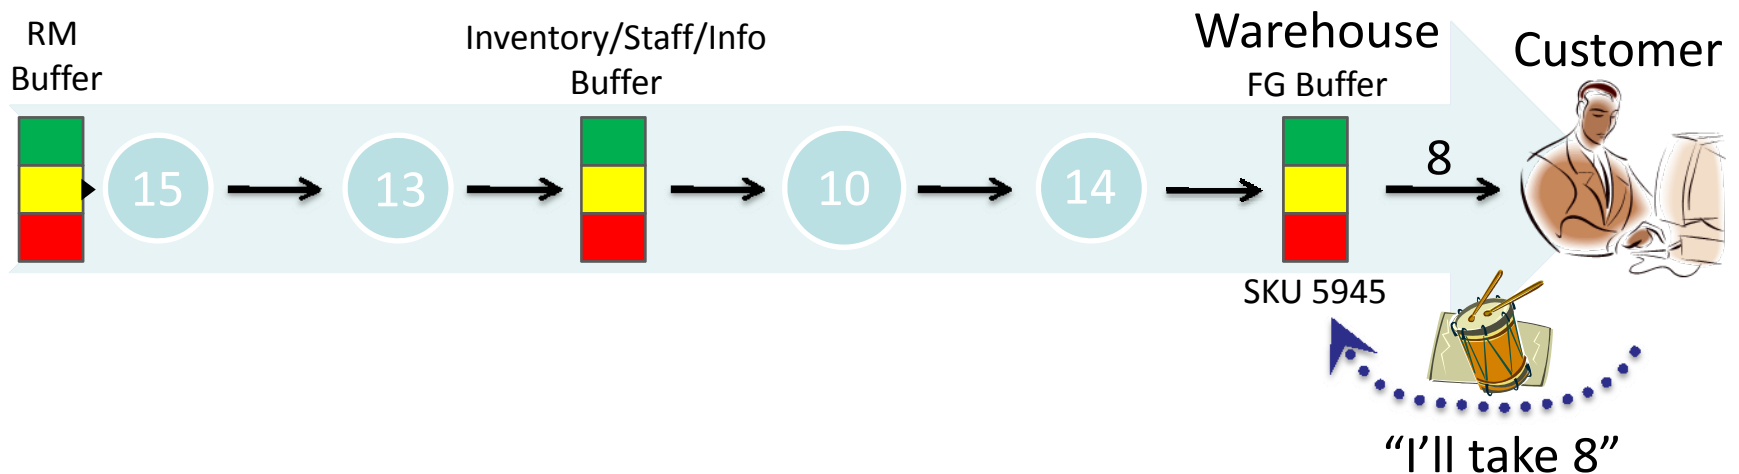 RM
Buffer
Inventory/Staff/Info
Buffer
Warehouse
FG Buffer
Customer
15
13
10
14
8
SKU 5945
“I’ll take 8”